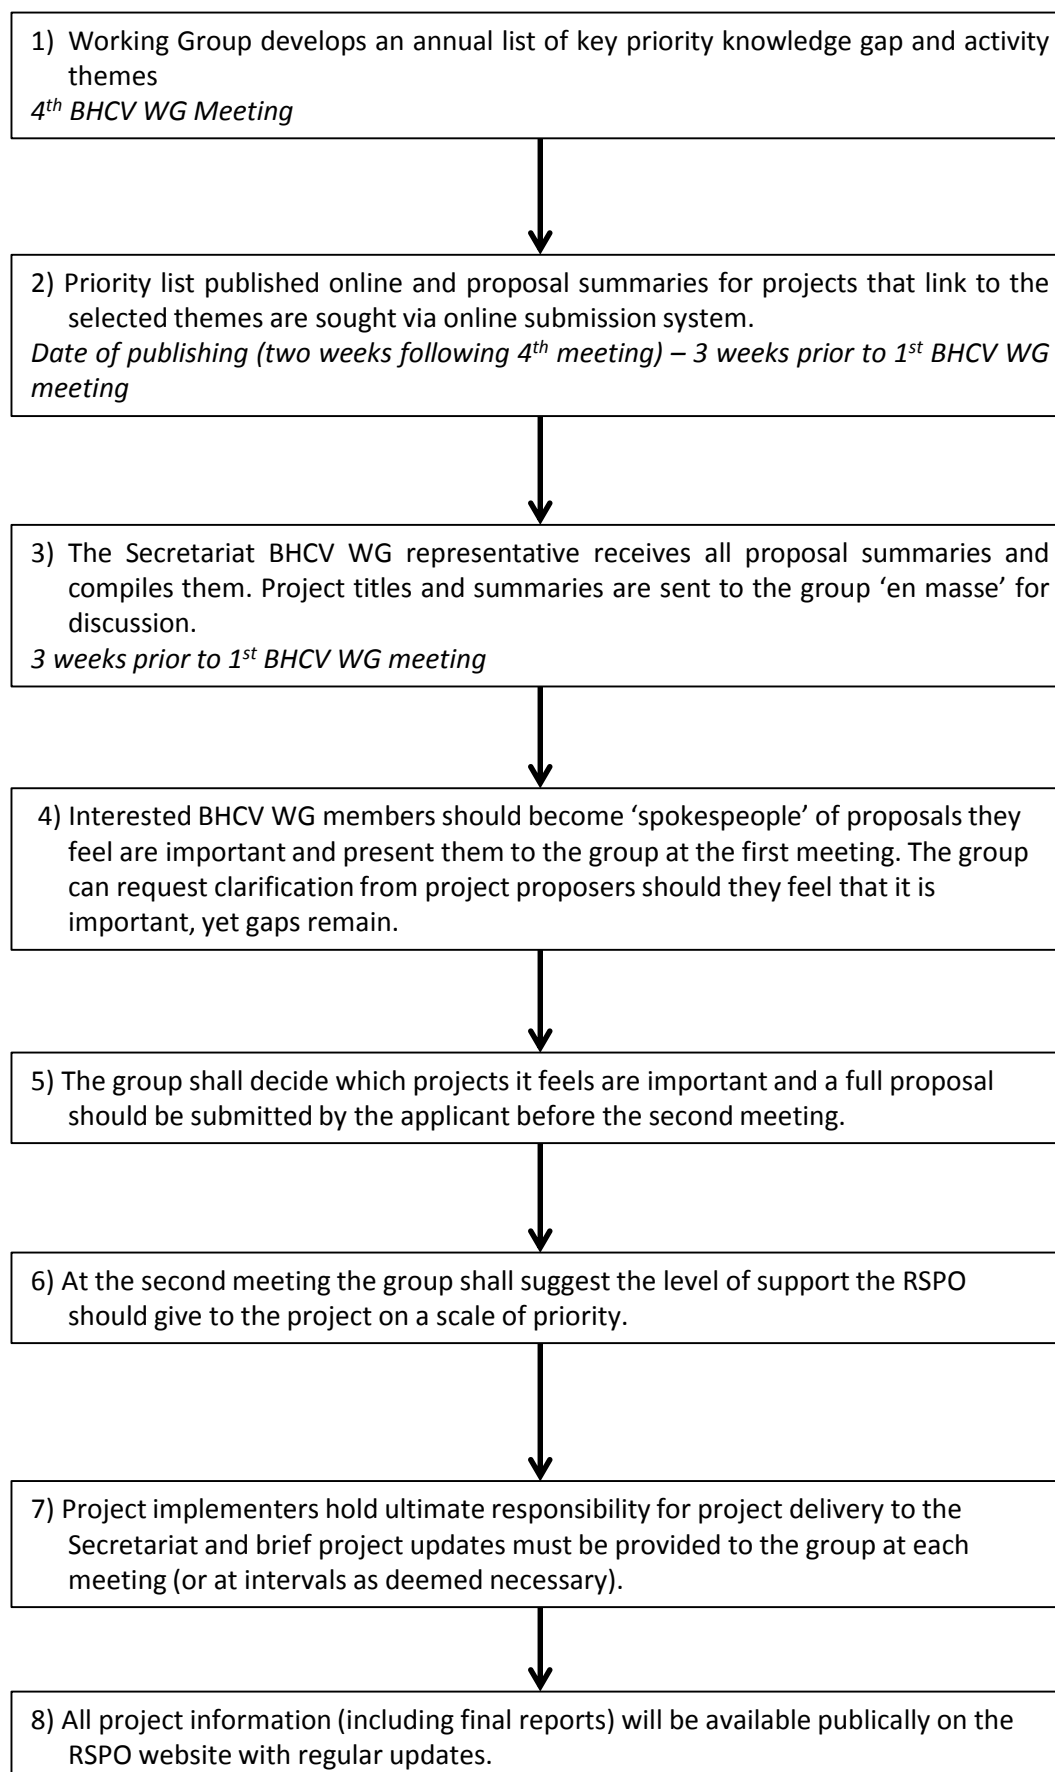 1) Working Group develops an annual list of key priority knowledge gap and activity
themes
4th BHCV WG Meeting
2) Priority list published online and proposal summaries for projects that link to the
selected themes are sought via online submission system.
Date of publishing (two weeks following 4th meeting) – 3 weeks prior to 1st BHCV WG
meeting
3) The Secretariat BHCV WG representative receives all proposal summaries and
compiles them. Project titles and summaries are sent to the group ‘en masse’ for
discussion.
3 weeks prior to 1st BHCV WG meeting
4) Interested BHCV WG members should become ‘spokespeople’ of proposals they
feel are important and present them to the group at the first meeting. The group
can request clarification from project proposers should they feel that it is
important, yet gaps remain.
5) The group shall decide which projects it feels are important and a full proposal
should be submitted by the applicant before the second meeting.
6) At the second meeting the group shall suggest the level of support the RSPO
should give to the project on a scale of priority.
7) Project implementers hold ultimate responsibility for project delivery to the
Secretariat and brief project updates must be provided to the group at each
meeting (or at intervals as deemed necessary).
8) All project information (including final reports) will be available publically on the
RSPO website with regular updates.